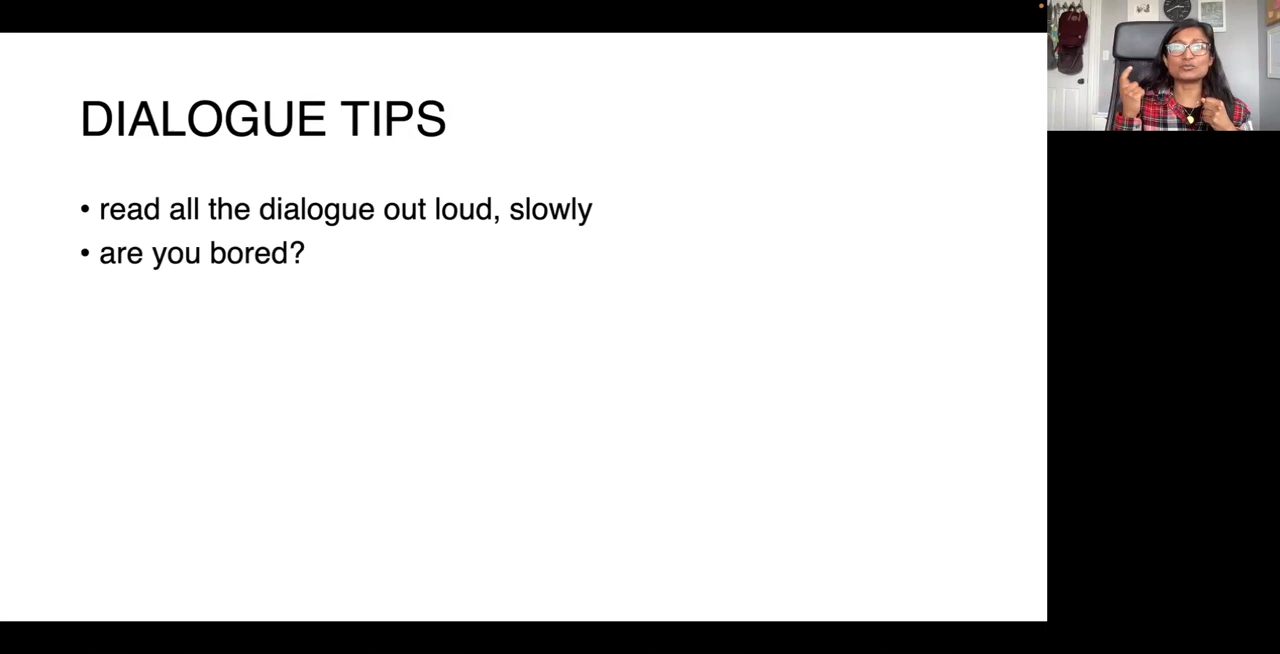 DIALOGUE TIPS
• read all the dialogue out loud, slowly
• are you bored?